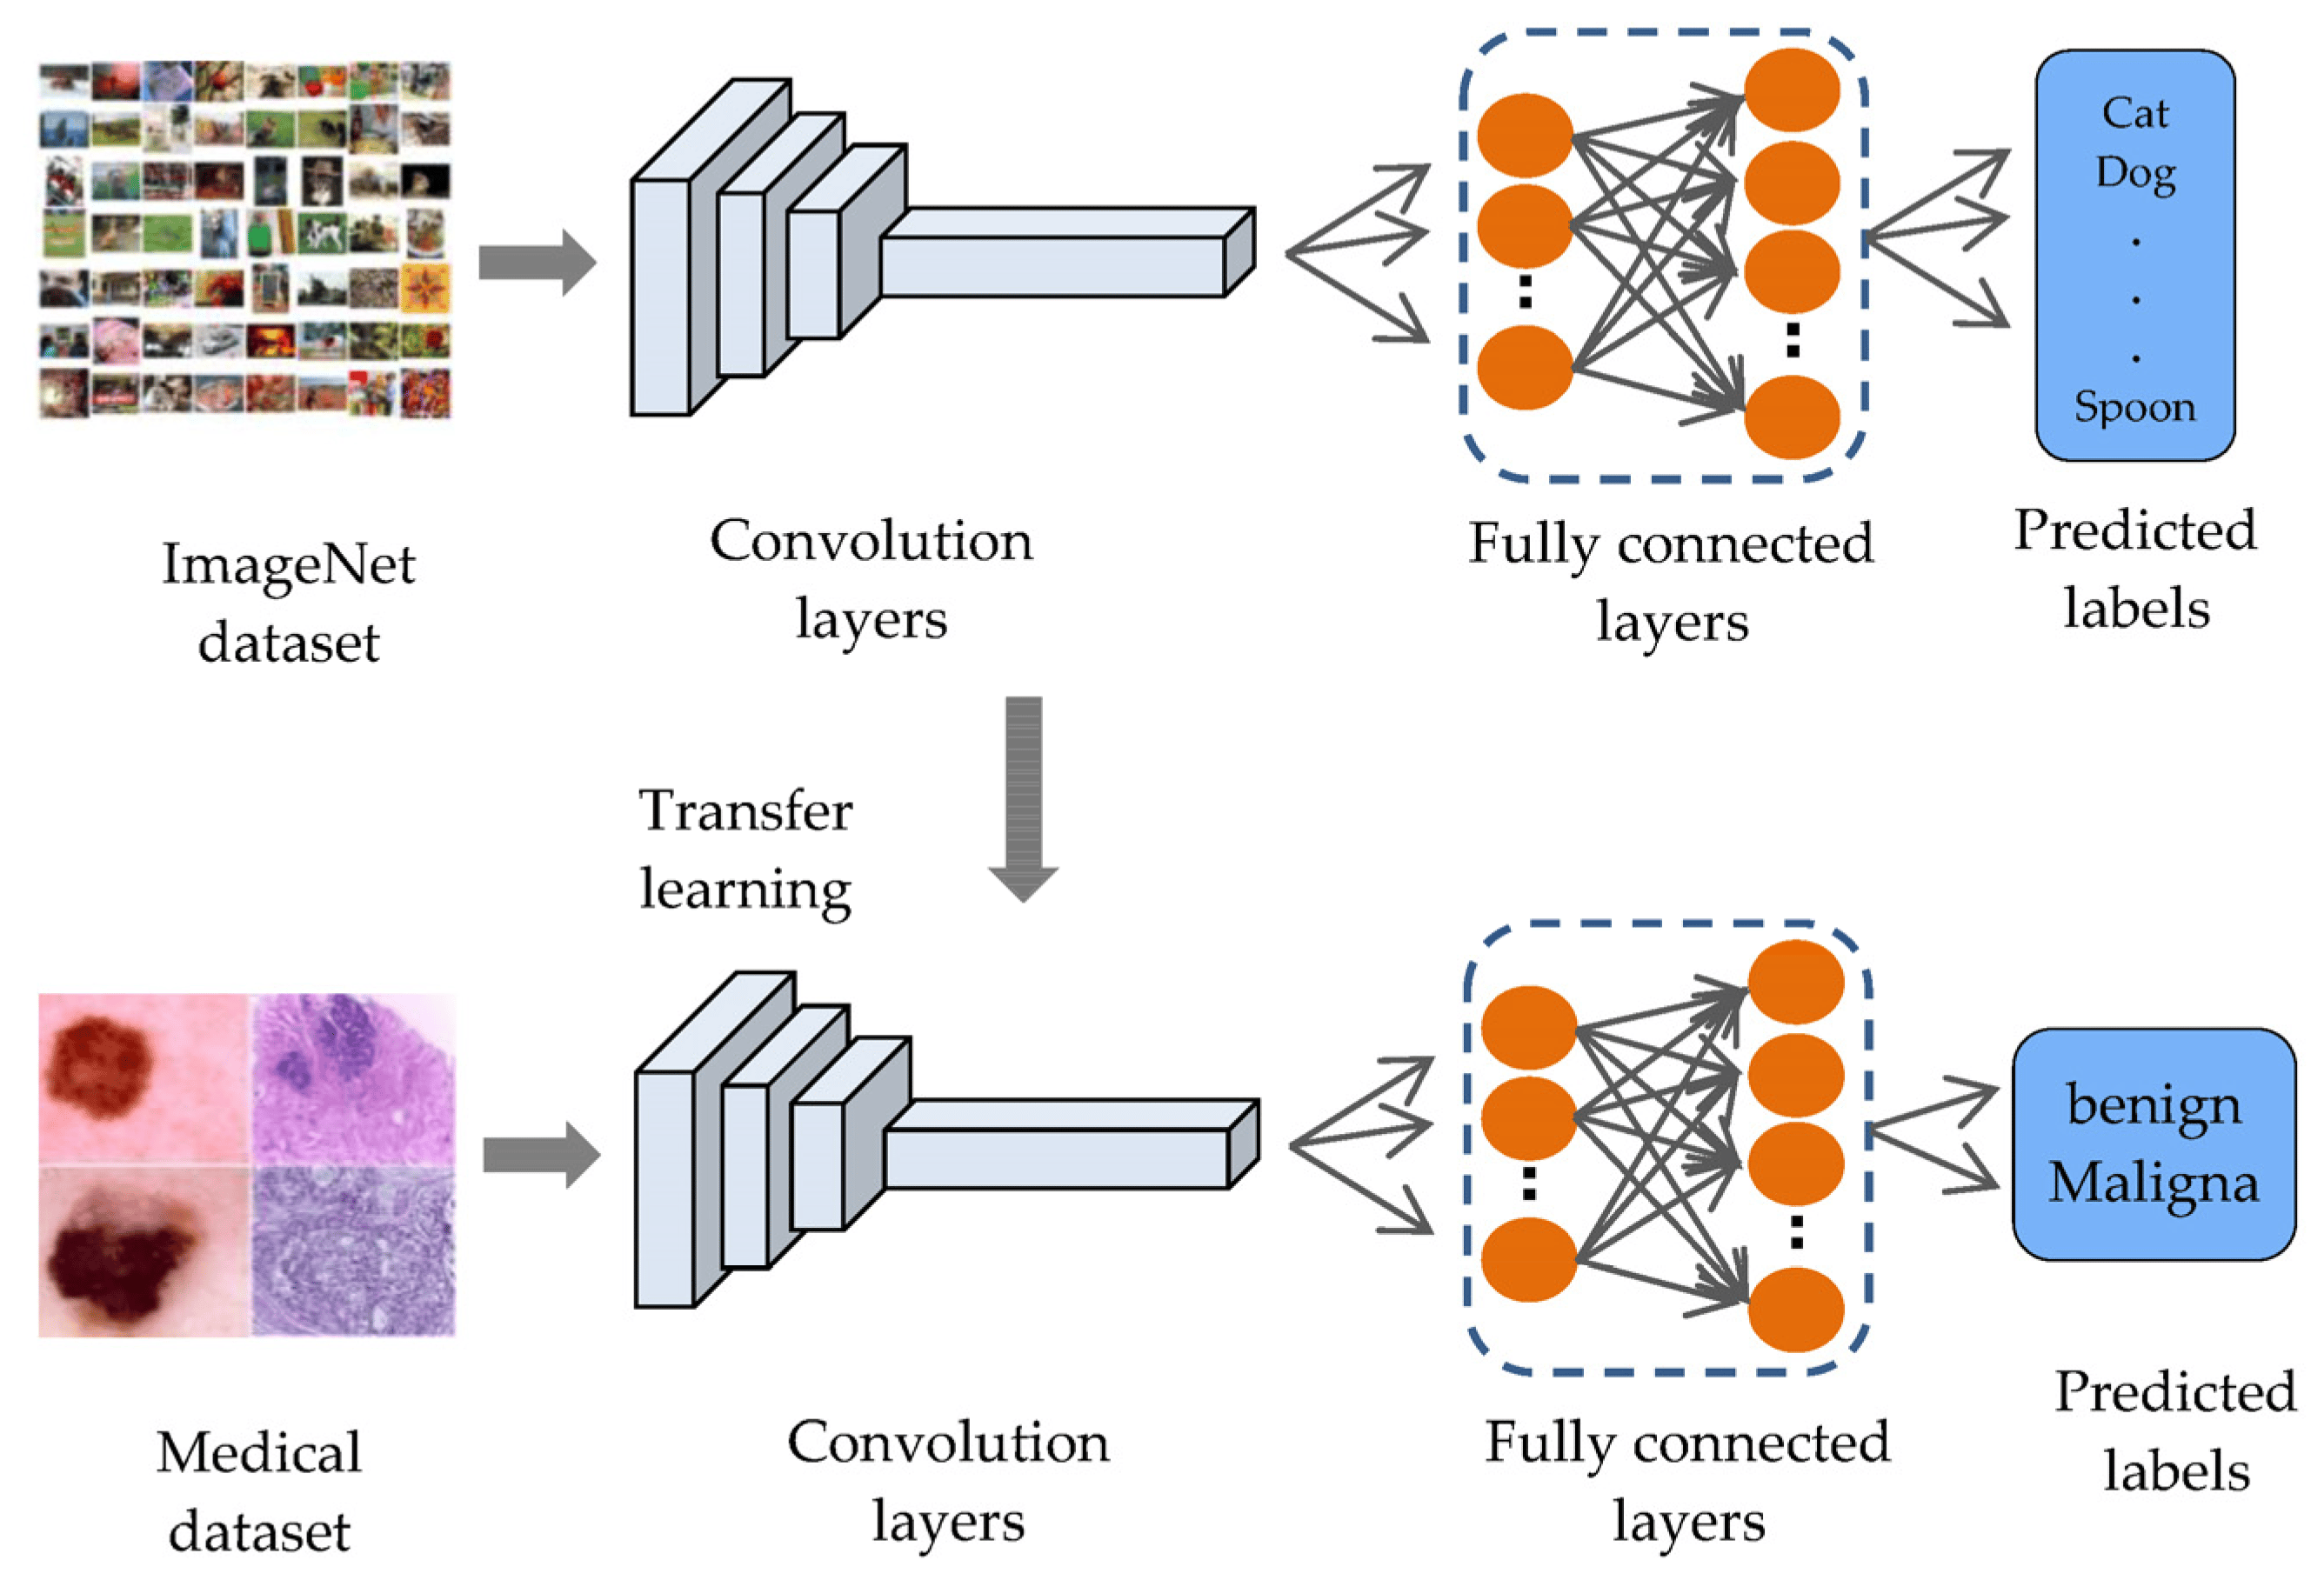 Cat
Dog
.
.
.
Spoon
ImageNet
dataset
Convolution
layers
Fully connected
layers
Predicted
labels
Transfer
learning
benign
Maligna
Medical
dataset
Convolution
layers
Fully connected
layers
Predicted
labels